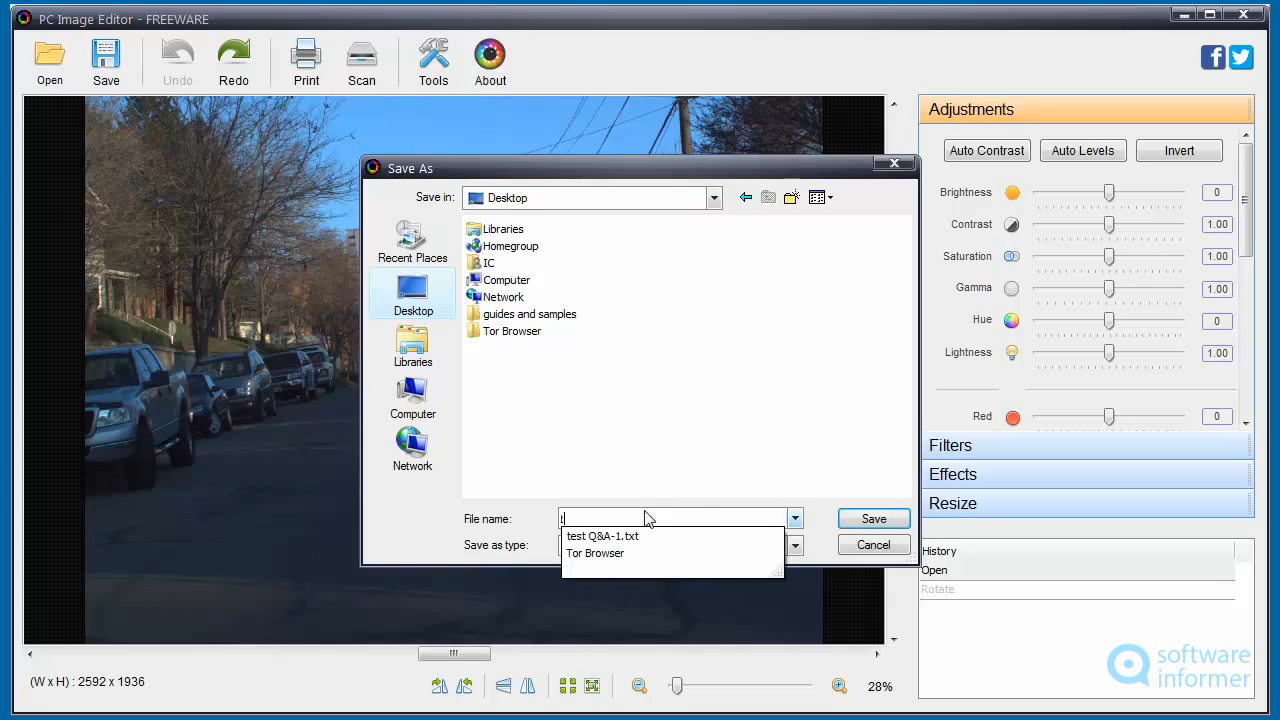 PC Image Editor - FREEWARE
Open
Save
Undo
Redo
Print
Scan
Tools
About
Save As
Save in:
Desktop
Recent Places
Desktop
Libraries
Computer
Network
Libraries
Homegroup
IC
Computer
Network
guides and samples
Tor Browser
File name:
t
Save
test Q&A-1.txt
Tor Browser
Save as type:
Cancel
Adjustments
Auto Contrast
Auto Levels
Invert
Brightness
0
Contrast
1.00
Saturation
1.00
Gamma
1.00
Hue
0
Lightness
1.00
Red
0
Filters
Effects
Resize
History
Open
Rotate
(W x H) : 2592 x 1936
28%
software
informer